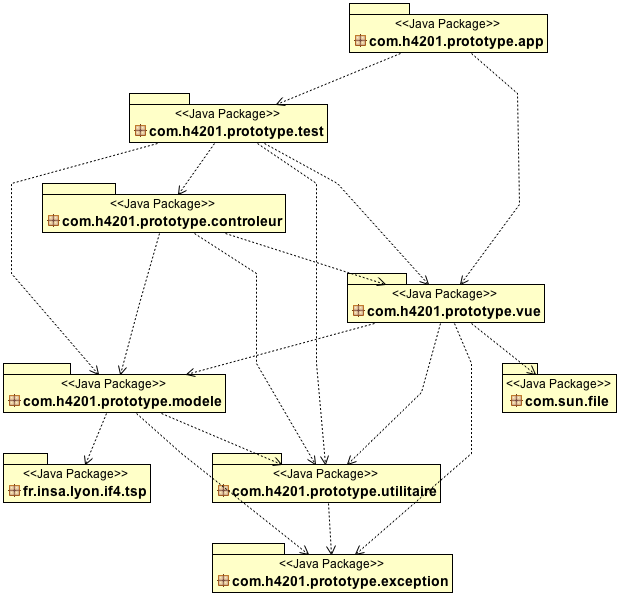 <<Java Package>>
com.h4201.prototype.app
<<Java Package>>
com.h4201.prototype.test
<<Java Package>>
com.h4201.prototype.controleur
<<Java Package>>
com.h4201.prototype.vue
<<Java Package>>
com.h4201.prototype.modele
<<Java Package>>
com.sun.file
<<Java Package>>
fr.insa.lyon.if4.tsp
<<Java Package>>
com.h4201.prototype.utilitaire
<<Java Package>>
com.h4201.prototype.exception